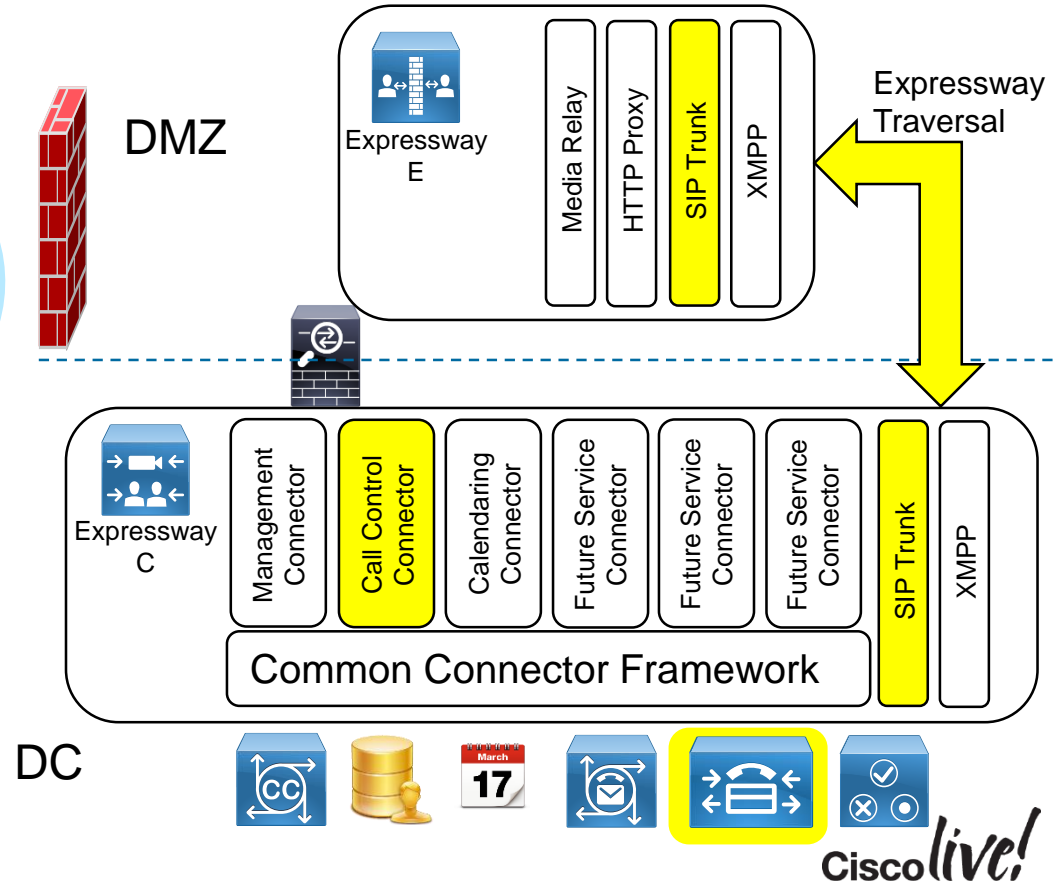 DMZ
Expressway
E
Media Relay
HTTP Proxy
SIP Trunk
XMPP
Expressway
Traversal
Expressway
C
Management
Connector
Call Control
Connector
Calendaring
Connector
Future Service
Connector
Future Service
Connector
Future Service
Connector
SIP Trunk
XMPP
Common Connector Framework
DC
CC
March
17
Cisco live!